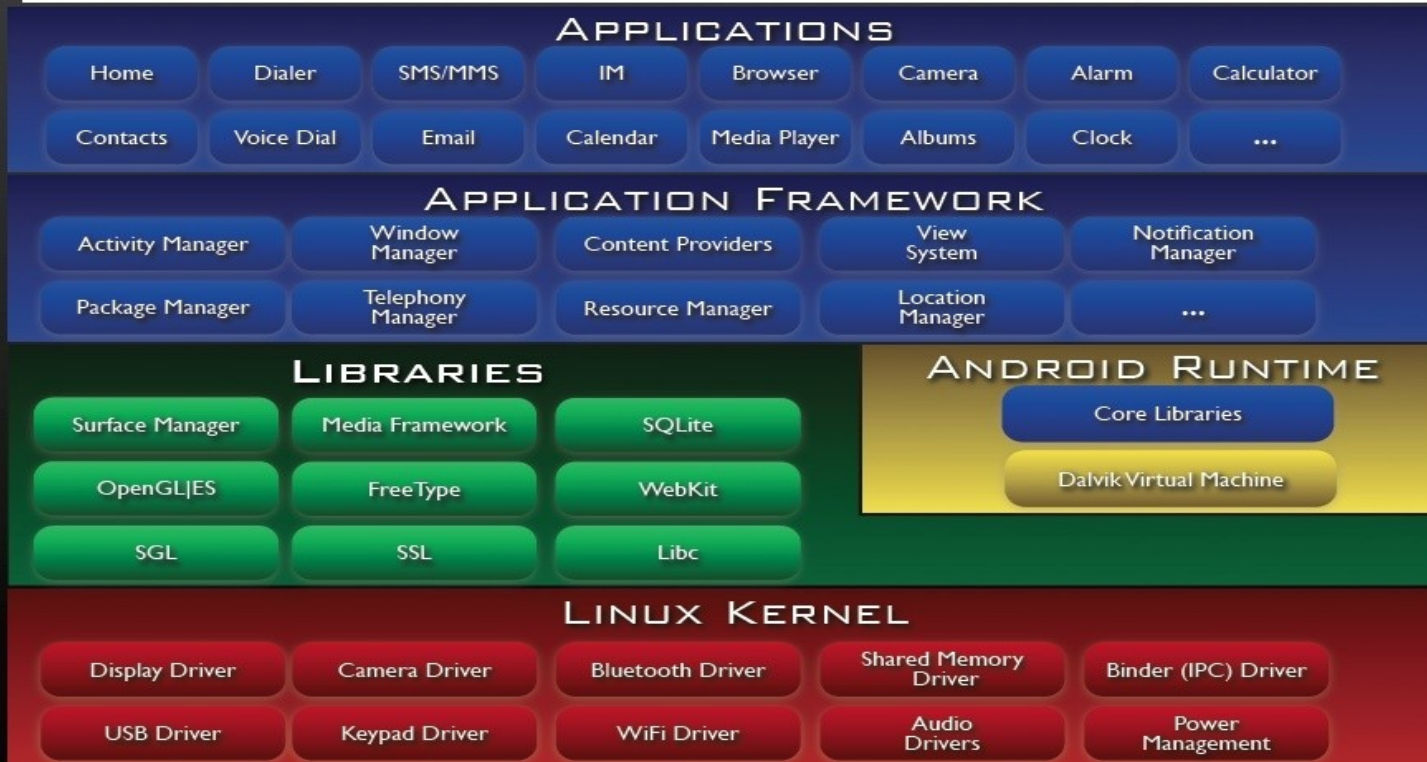 APPLICATIONS
Home Dialer SMS/MMS IM Browser Camera Alarm Calculator
Contacts Voice Dial Email Calendar Media Player Albums Clock ...
APPLICATION FRAMEWORK
Activity Manager Window Manager Content Providers View System Notification Manager
Package Manager Telephony Manager Resource Manager Location Manager ...
LIBRARIES
Surface Manager Media Framework SQLite
OpenGL|ES FreeType WebKit
SGL SSL Libc
ANDROID RUNTIME
Core Libraries
Dalvik Virtual Machine
LINUX KERNEL
Display Driver Camera Driver Bluetooth Driver Shared Memory Driver Binder (IPC) Driver
USB Driver Keypad Driver WiFi Driver Audio Drivers Power Management